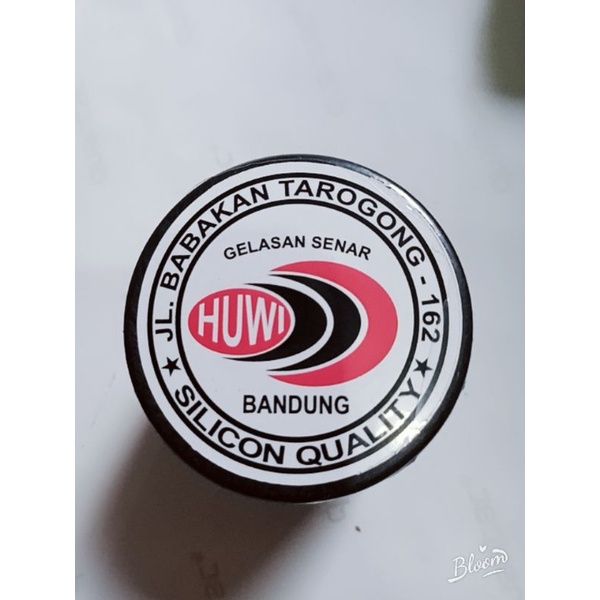 JL. BABAKAN TAROGONG - 162
GELASAN SENAR
HUWI
BANDUNG
★ SILICON QUALITY ★
Bloom